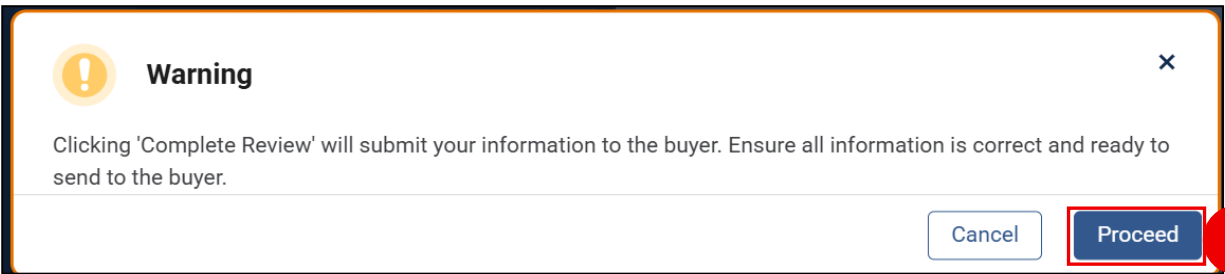 Warning
Clicking 'Complete Review' will submit your information to the buyer. Ensure all information is correct and ready to
send to the buyer.
Cancel
Proceed